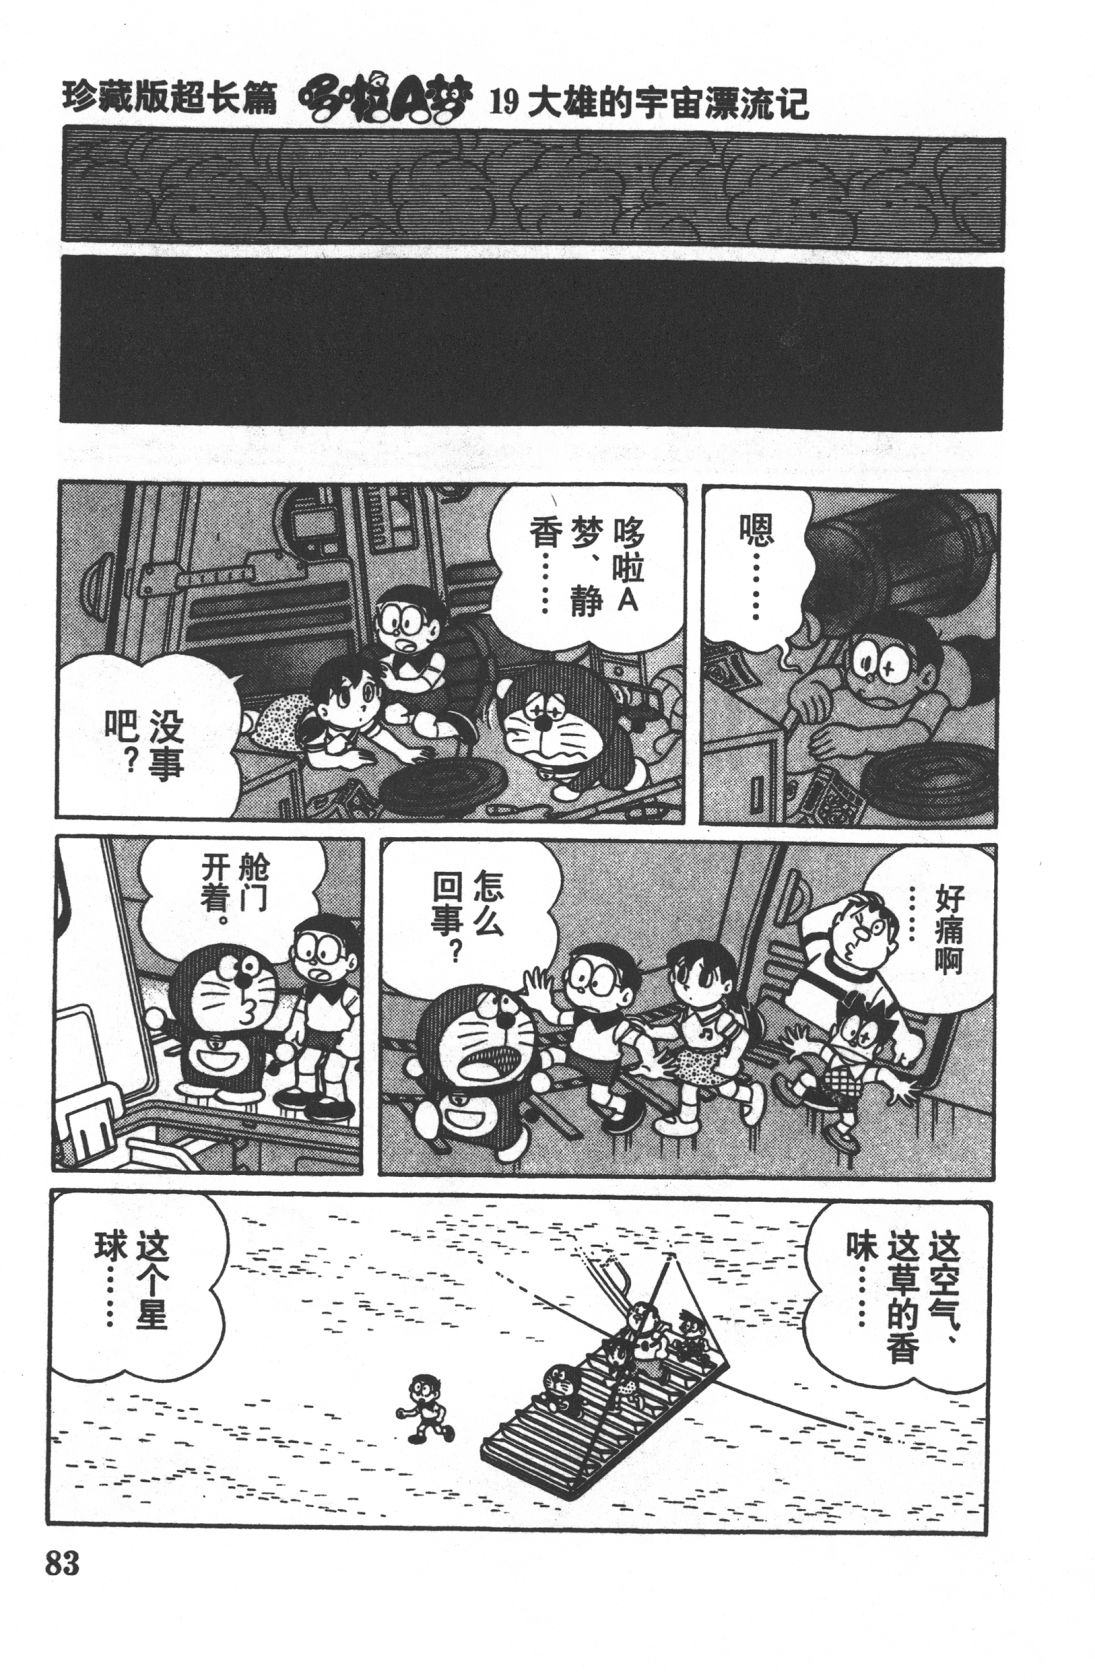 珍藏版超长篇 哆啦A梦 19 大雄的宇宙漂流记
嗯……
哆啦A
梦、静
香……
没事
吧？
好痛啊
……
怎么
回事？
舱门
开着。
这空气、
这草的香
味……
这个星
球……
83